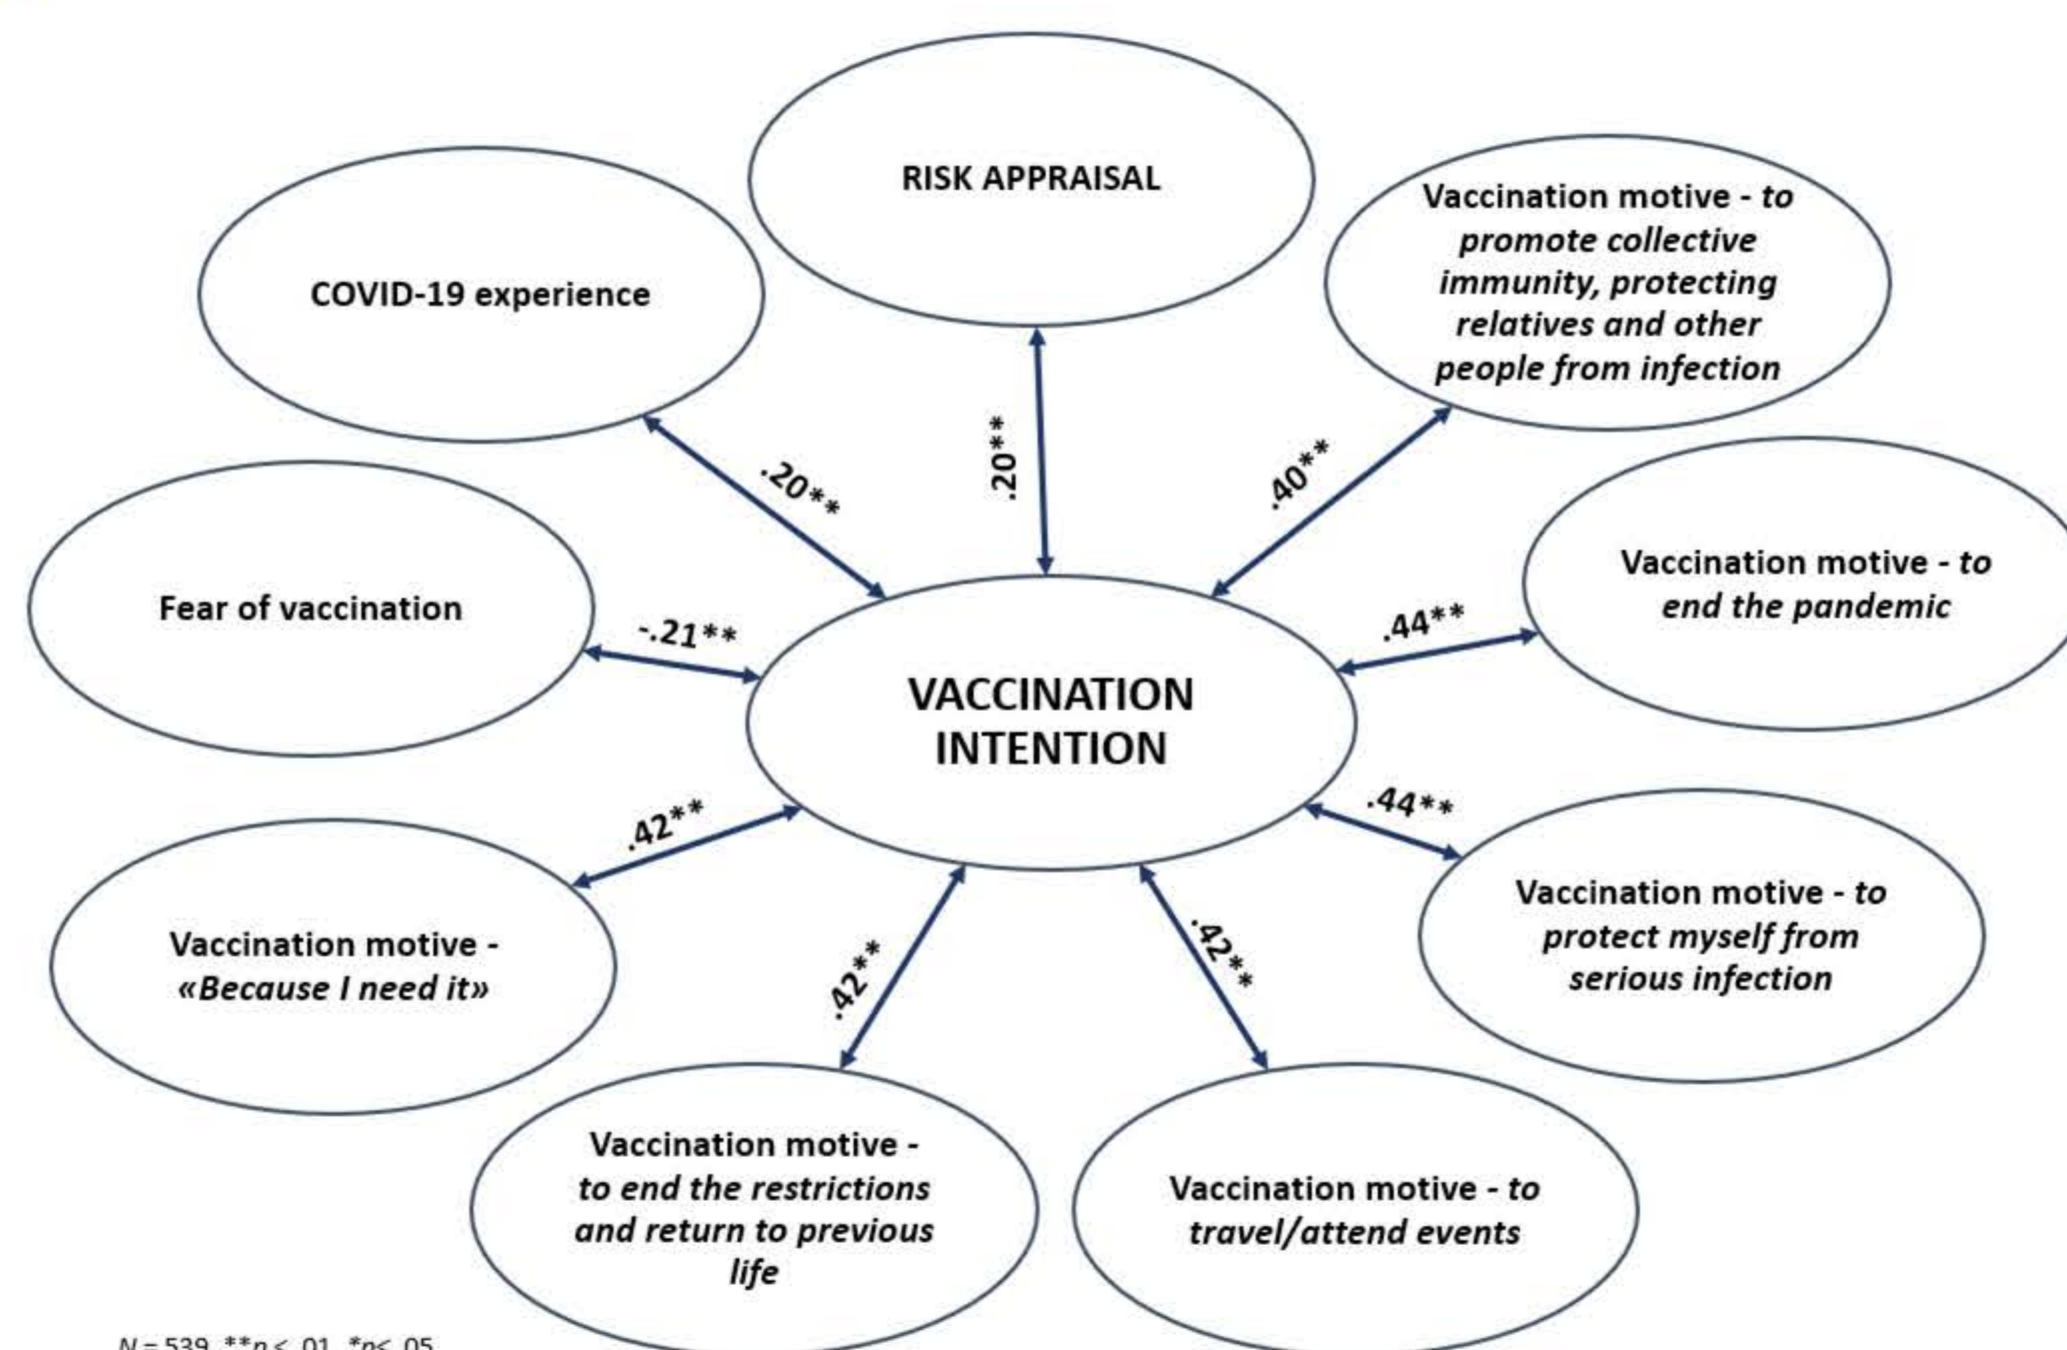 RISK APPRAISAL
Vaccination motive - to
promote collective
immunity, protecting
relatives and other
people from infection
COVID-19 experience
.20**
.20**
.40**
Fear of vaccination
-.21**
.44**
Vaccination motive - to
end the pandemic
VACCINATION
INTENTION
.42**
.44**
Vaccination motive -
«Because I need it»
.42**
.42**
Vaccination motive - to
protect myself from
serious infection
Vaccination motive -
to end the restrictions
and return to previous
life
Vaccination motive - to
travel/attend events
N = 539, **p < .01, *p< .05